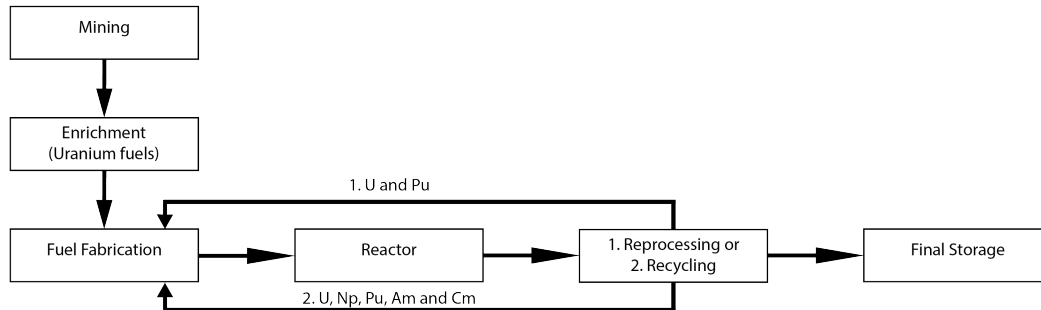 Mining
Enrichment
(Uranium fuels)
1. U and Pu
Fuel Fabrication
Reactor
1. Reprocessing or
2. Recycling
Final Storage
2. U, Np, Pu, Am and Cm